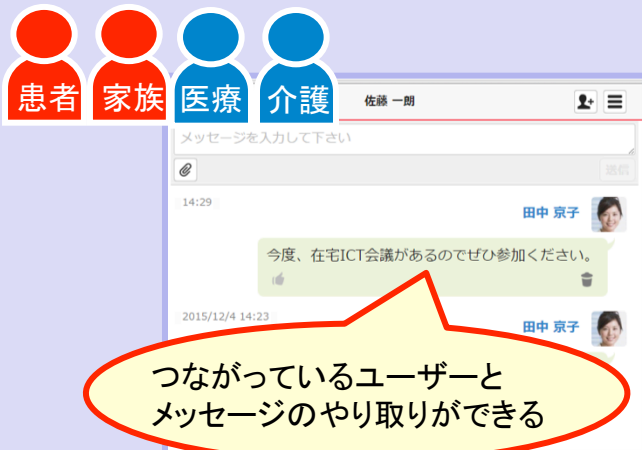 患者 家族 医療 介護
佐藤 一朗
メッセージを入力して下さい
送信
14:29
田中 京子
今度、在宅ICT会議があるのでぜひ参加ください。
2015/12/4 14:23
田中 京子
つながっているユーザーと
メッセージのやり取りができる